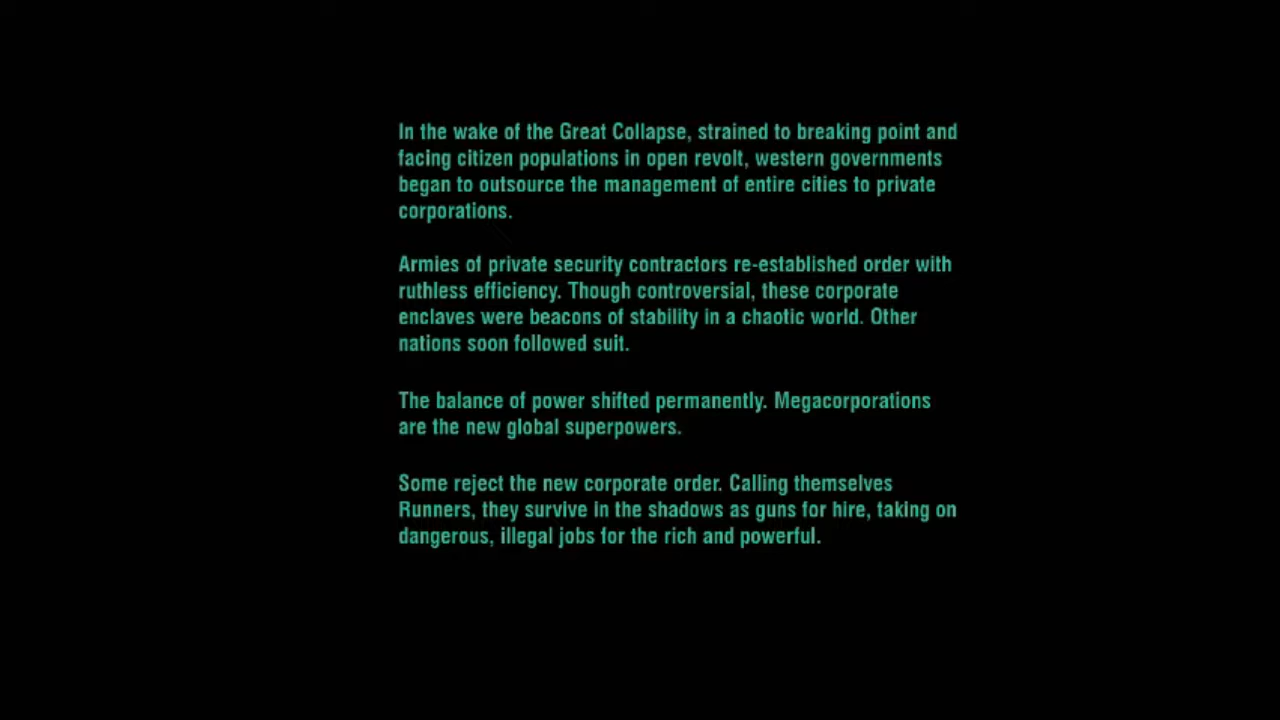 In the wake of the Great Collapse, strained to breaking point and
facing citizen populations in open revolt, western governments
began to outsource the management of entire cities to private
corporations.
Armies of private security contractors re-established order with
ruthless efficiency. Though controversial, these corporate
enclaves were beacons of stability in a chaotic world. Other
nations soon followed suit.
The balance of power shifted permanently. Megacorporations
are the new global superpowers.
Some reject the new corporate order. Calling themselves
Runners, they survive in the shadows as guns for hire, taking on
dangerous, illegal jobs for the rich and powerful.